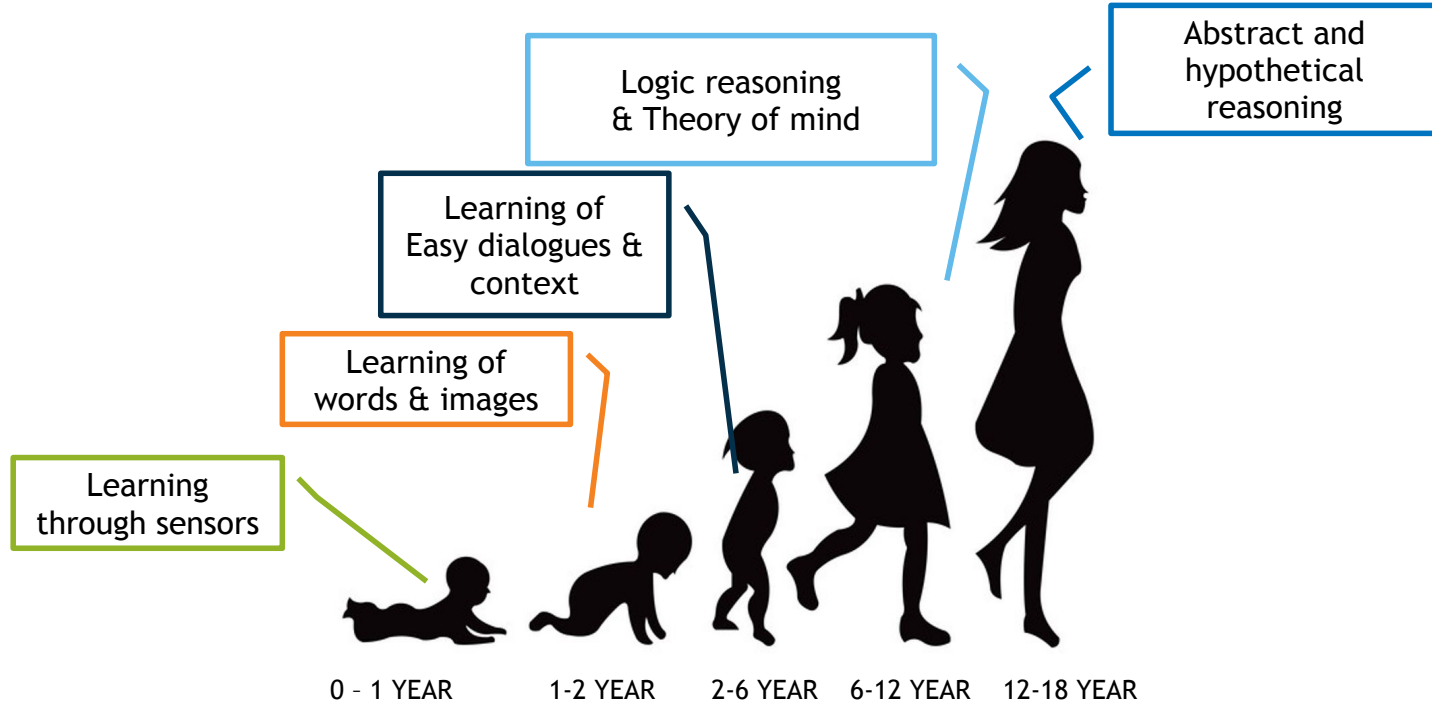 Abstract and
hypothetical
reasoning
Logic reasoning
& Theory of mind
Learning of
Easy dialogues &
context
Learning of
words & images
Learning
through sensors
0 - 1 YEAR
1-2 YEAR
2-6 YEAR
6-12 YEAR
12-18 YEAR